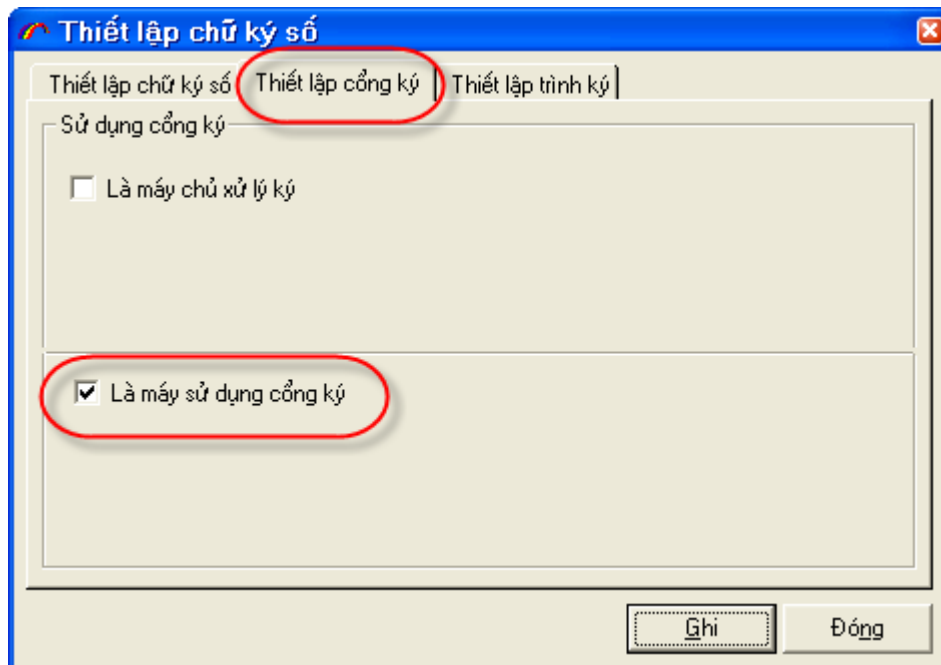 Thiết lập chữ ký số
Thiết lập chữ ký số Thiết lập cổng ký Thiết lập trình ký
Sử dụng cổng ký
Là máy chủ xử lý ký
Là máy sử dụng cổng ký
Ghi Đóng